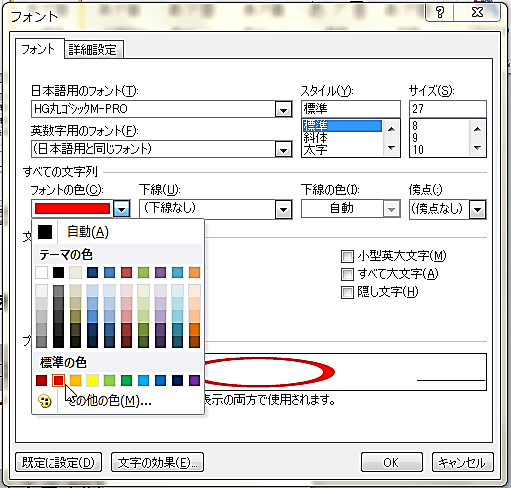 フォント
フォント 詳細設定
日本語用のフォント(T): スタイル(Y): サイズ(S):
HG丸ｺﾞｼｯｸM-PRO 標準 27
英数字用のフォント(F): 標準 8
(日本語用と同じフォント) 斜体 9
太字 10
すべての文字列
フォントの色(C): 下線(U): 下線の色(I): 傍点(:)
(下線なし) 自動 (傍点なし)
自動(A)
テーマの色
小型英大文字(M)
すべて大文字(A)
隠し文字(H)
標準の色
その他の色(M)...
表示の両方で使用されます。
既定に設定(D) 文字の効果(E)... OK キャンセル